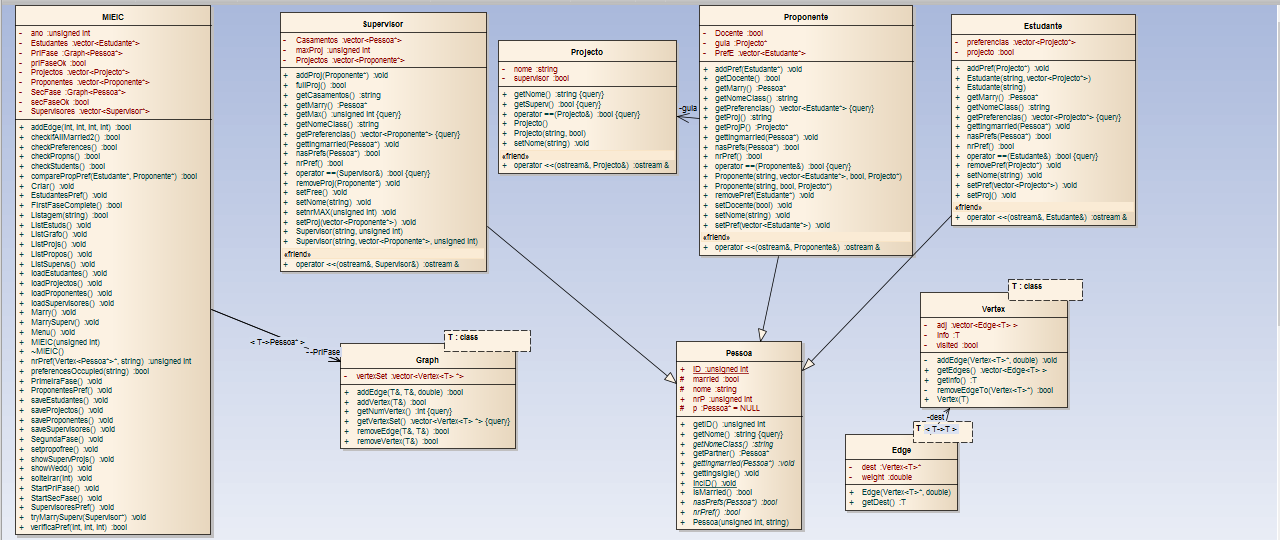 MIEIC
- ano :unsigned int
- Estudantes :vector<Estudante*>
- PriFase :Graph<Pessoa*>
- priFaseOk :bool
- Projectos :vector<Projecto*>
- Proponentes :vector<Proponente*>
- SecFase :Graph<Pessoa*>
- secFaseOk :bool
- Supervisores :vector<Supervisor*>
+ addEdge(int, int, int, int) :bool
+ checkIfAllMarried2() :bool
+ checkPreferences() :bool
+ checkPropns() :bool
+ checkStudents() :bool
+ comparePropPref(Estudante*, Proponente*) :bool
+ Criar() :void
+ EstudantesPref() :void
+ FirstFaseComplete() :bool
+ Listagem(string) :bool
+ ListEstuds() :void
+ ListGrafo() :void
+ ListProjs() :void
+ ListPropos() :void
+ ListSupervs() :void
+ loadEstudantes() :void
+ loadProjectos() :void
+ loadProponentes() :void
+ loadSupervisores() :void
+ Marry() :void
+ MarrySuperv() :void
+ Menu() :void
+ MIEIC(unsigned int)
+ ~MIEIC()
+ nrPref(Vertex<Pessoa*>*, string) :unsigned int
+ preferencesOccupied(string) :bool
+ PrimeiraFase() :bool
+ ProponentesPref() :void
+ saveEstudantes() :void
+ saveProjectos() :void
+ saveProponentes() :void
+ saveSupervisores() :void
+ SegundaFase() :bool
+ setpropofree() :void
+ showSupervProjs() :void
+ showWedd() :void
+ solteirar(int) :void
+ StartPriFase() :bool
+ StartSecFase() :bool
+ SupervisoresPref() :void
+ tryMarrySuperv(Supervisor*) :void
+ verificaPref(int, int, int) :bool
Supervisor
- Casamentos :vector<Pessoa*>
- maxProj :unsigned int
- Projectos :vector<Proponente*>
+ addProj(Proponente*) :void
+ fullProj() :bool
+ getCasamentos() :string
+ getMarry() :Pessoa*
+ getMax() :unsigned int {query}
+ getNomeClass() :string
+ getPreferencias() :vector<Proponente*> {query}
+ gettingmarried(Pessoa*) :void
+ nasPrefs(Pessoa*) :bool
+ nrPref() :bool
+ operator ==(Supervisor&) :bool {query}
+ removeProj(Proponente*) :void
+ setFree() :void
+ setNome(string) :void
+ setnrMAX(unsigned int) :void
+ setProj(vector<Proponente*>) :void
+ Supervisor(string, unsigned int)
+ Supervisor(string, vector<Proponente*>, unsigned int)
«friend»
+ operator <<(ostream&, Supervisor&) :ostream &
Projecto
- nome :string
- supervisor :bool
+ getNome() :string {query}
+ getSuperv() :bool {query}
+ operator ==(Projecto&) :bool {query}
+ Projecto()
+ Projecto(string, bool)
+ setNome(string) :void
«friend»
+ operator <<(ostream&, Projecto&) :ostream &
-guia
Proponente
- Docente :bool
- guia :Projecto*
- PrefE :vector<Estudante*>
+ addPref(Estudante*) :void
+ getDocente() :bool
+ getMarry() :Pessoa*
+ getNomeClass() :string
+ getPreferencias() :vector<Estudante*> {query}
+ getProj() :string
+ getProjP() :Projecto*
+ gettingmarried(Pessoa*) :void
+ nasPrefs(Pessoa*) :bool
+ nrPref() :bool
+ operator ==(Proponente&) :bool {query}
+ Proponente(string, vector<Estudante*>, bool, Projecto*)
+ Proponente(string, bool, Projecto*)
+ removePref(Estudante*) :void
+ setDocente(bool) :void
+ setNome(string) :void
+ setPref(vector<Estudante*>) :void
«friend»
+ operator <<(ostream&, Proponente&) :ostream &
Estudante
- preferencias :vector<Projecto*>
- projecto :bool
+ addPref(Projecto*) :void
+ Estudante(string, vector<Projecto*>)
+ Estudante(string)
+ getMarry() :Pessoa*
+ getNomeClass() :string
+ getPreferencias() :vector<Projecto*> {query}
+ gettingmarried(Pessoa*) :void
+ nasPrefs(Pessoa*) :bool
+ nrPref() :bool
+ operator ==(Estudante&) :bool {query}
+ removePref(Projecto*) :void
+ setNome(string) :void
+ setPref(vector<Projecto*>) :void
+ setProj() :void
«friend»
+ operator <<(ostream&, Estudante&) :ostream &
< T->Pessoa* >
--PriFase
T : class
Graph
- vertexSet :vector<Vertex<T> *>
+ addEdge(T&, T&, double) :bool
+ addVertex(T&) :bool
+ getNumVertex() :int {query}
+ getVertexSet() :vector<Vertex<T> *> {query}
+ removeEdge(T&, T&) :bool
+ removeVertex(T&) :bool
Pessoa
+ ID :unsigned int
# married :bool
# nome :string
+ nrP :unsigned int
# p :Pessoa* = NULL
+ getID() :unsigned int
+ getNome() :string {query}
+ getNomeClass() :string
+ getPartner() :Pessoa*
+ gettingmarried(Pessoa*) :void
+ gettingsigle() :void
+ incID() :void
+ isMarried() :bool
+ nasPrefs(Pessoa*) :bool
+ nrPref() :bool
+ Pessoa(unsigned int, string)
T : class
Vertex
- adj :vector<Edge<T> >
- info :T
- visited :bool
+ addEdge(Vertex<T>*, double) :void
+ getEdges() :vector<Edge<T> >
+ getInfo() :T
- removeEdgeTo(Vertex<T>*) :bool
+ Vertex(T)
-dest
T
< T->T >
Edge
- dest :Vertex<T>*
- weight :double
+ Edge(Vertex<T>*, double)
+ getDest() :T